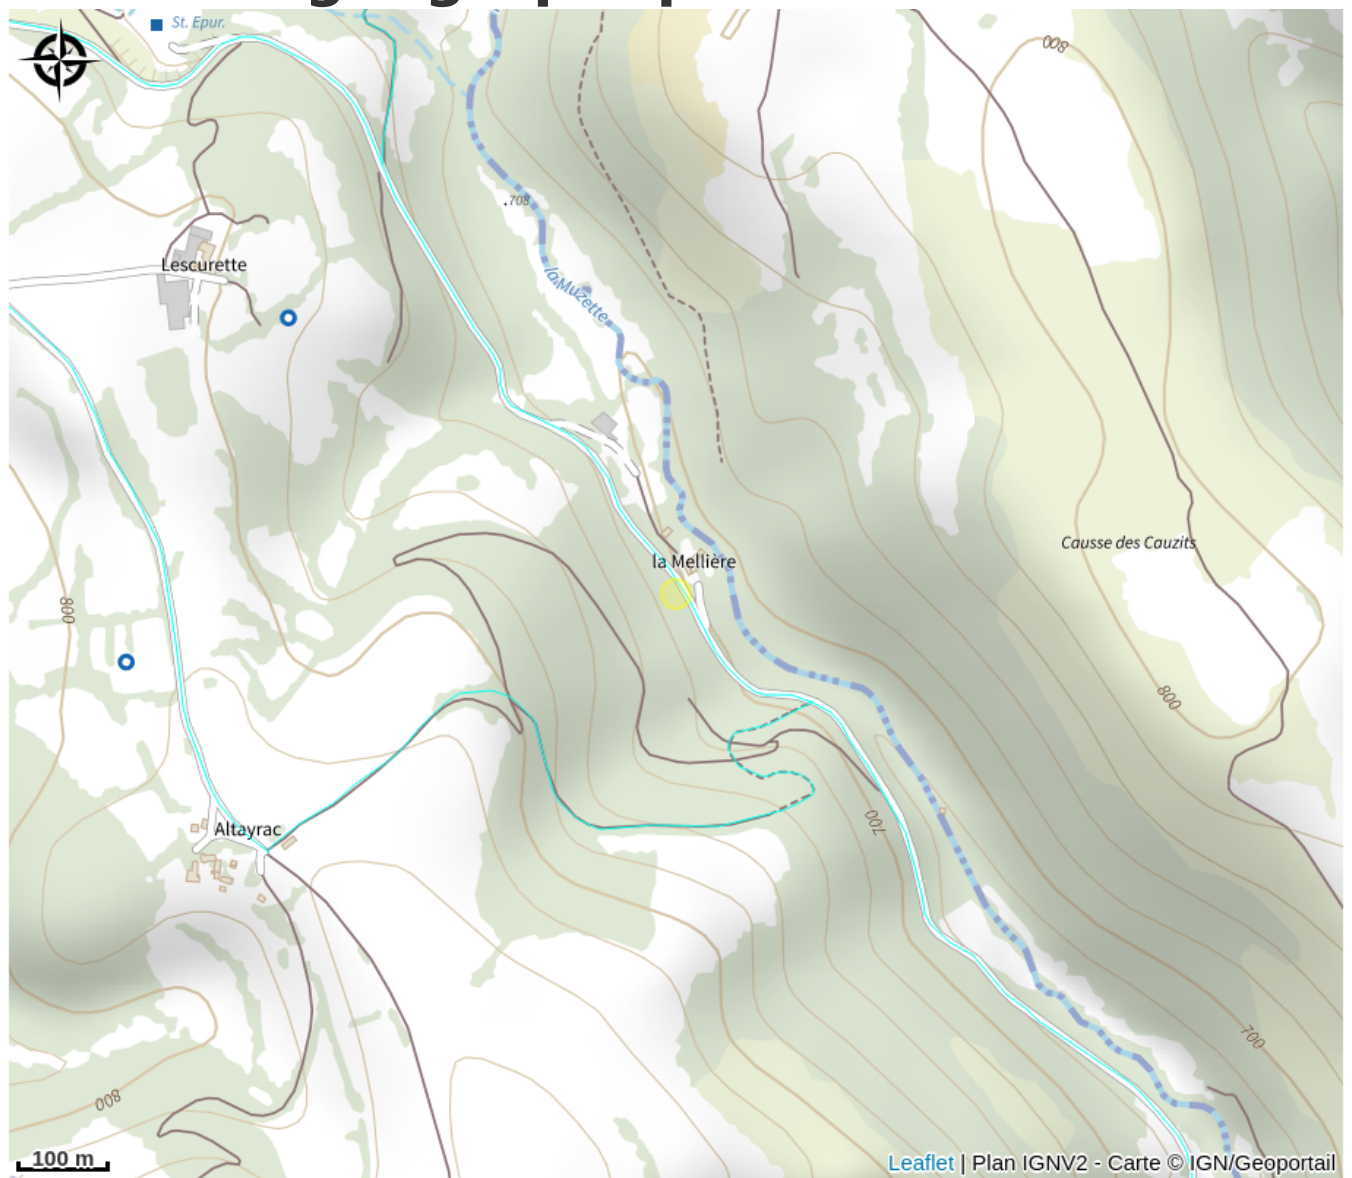 St. Epur.
800
.708
Lescurette
la Muzette
Causse des Cauzits
la Mellière
800
800
700
Altayrac
700
800
100 m
Leaflet | Plan IGNV2 - Carte © IGN/Geoportail